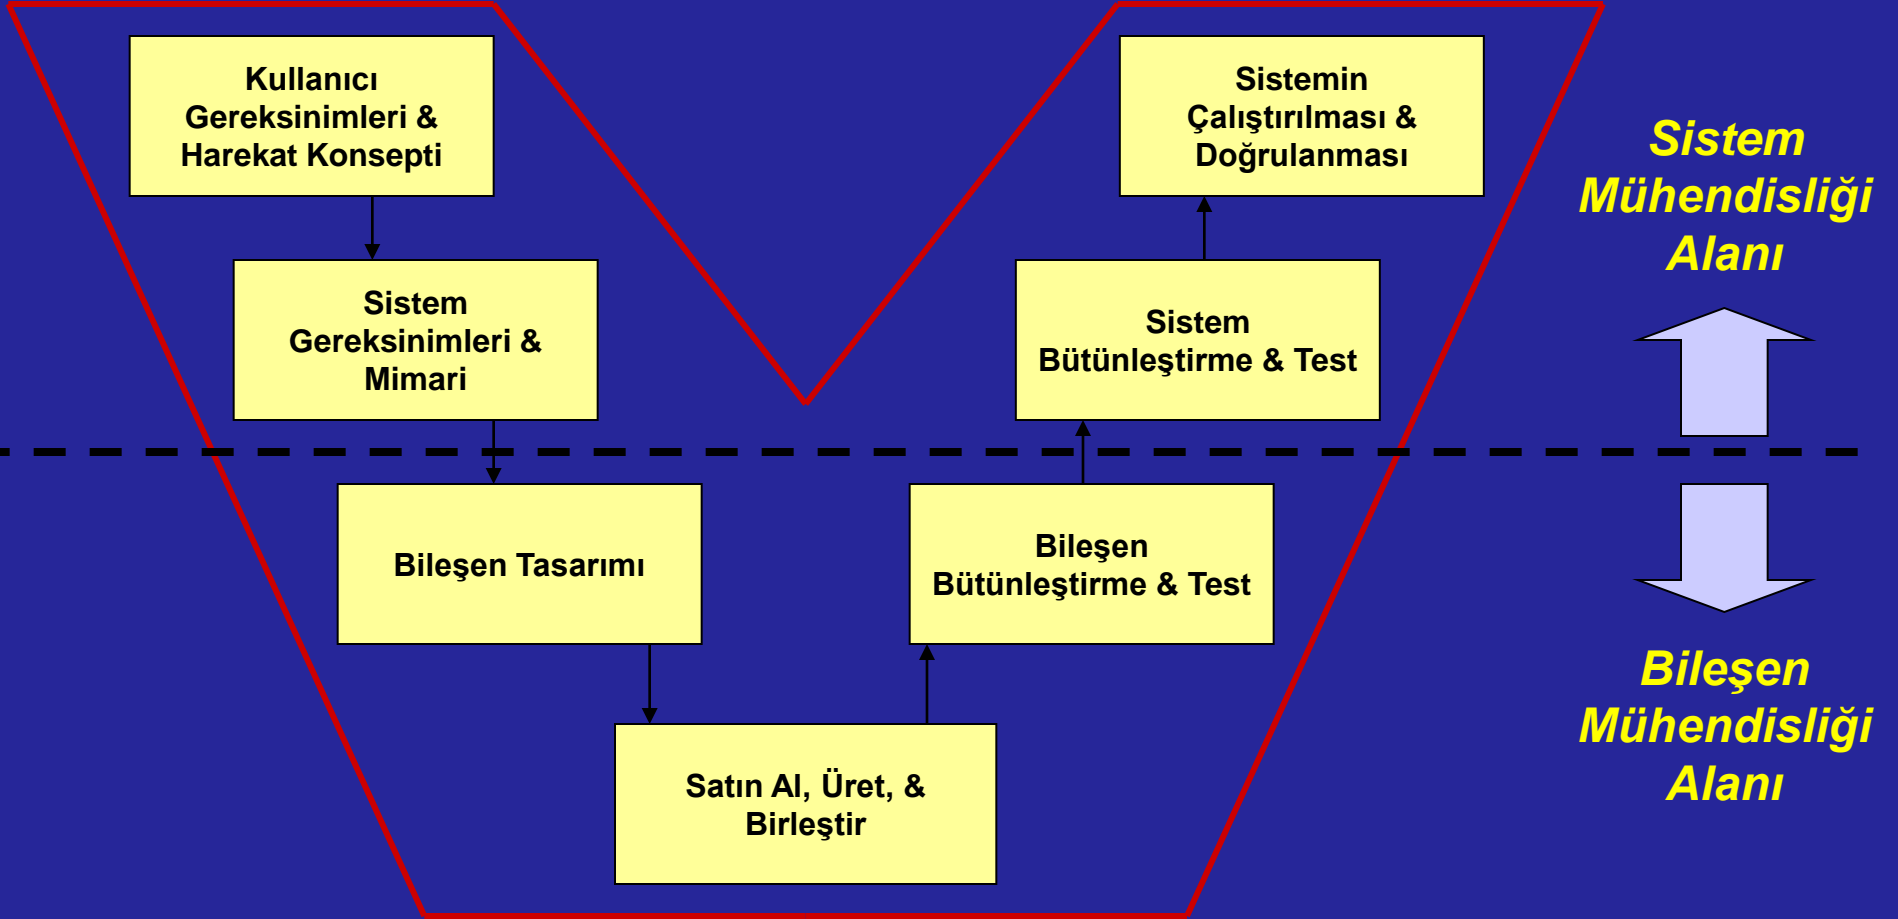 Kullanıcı
Gereksinimleri &
Harekat Konsepti
Sistem
Gereksinimleri &
Mimari
Bileşen Tasarımı
Satın Al, Üret, &
Birleştir
Bileşen
Bütünleştirme & Test
Sistem
Bütünleştirme & Test
Sistemin
Çalıştırılması &
Doğrulanması
Sistem
Mühendisliği
Alanı
Bileşen
Mühendisliği
Alanı